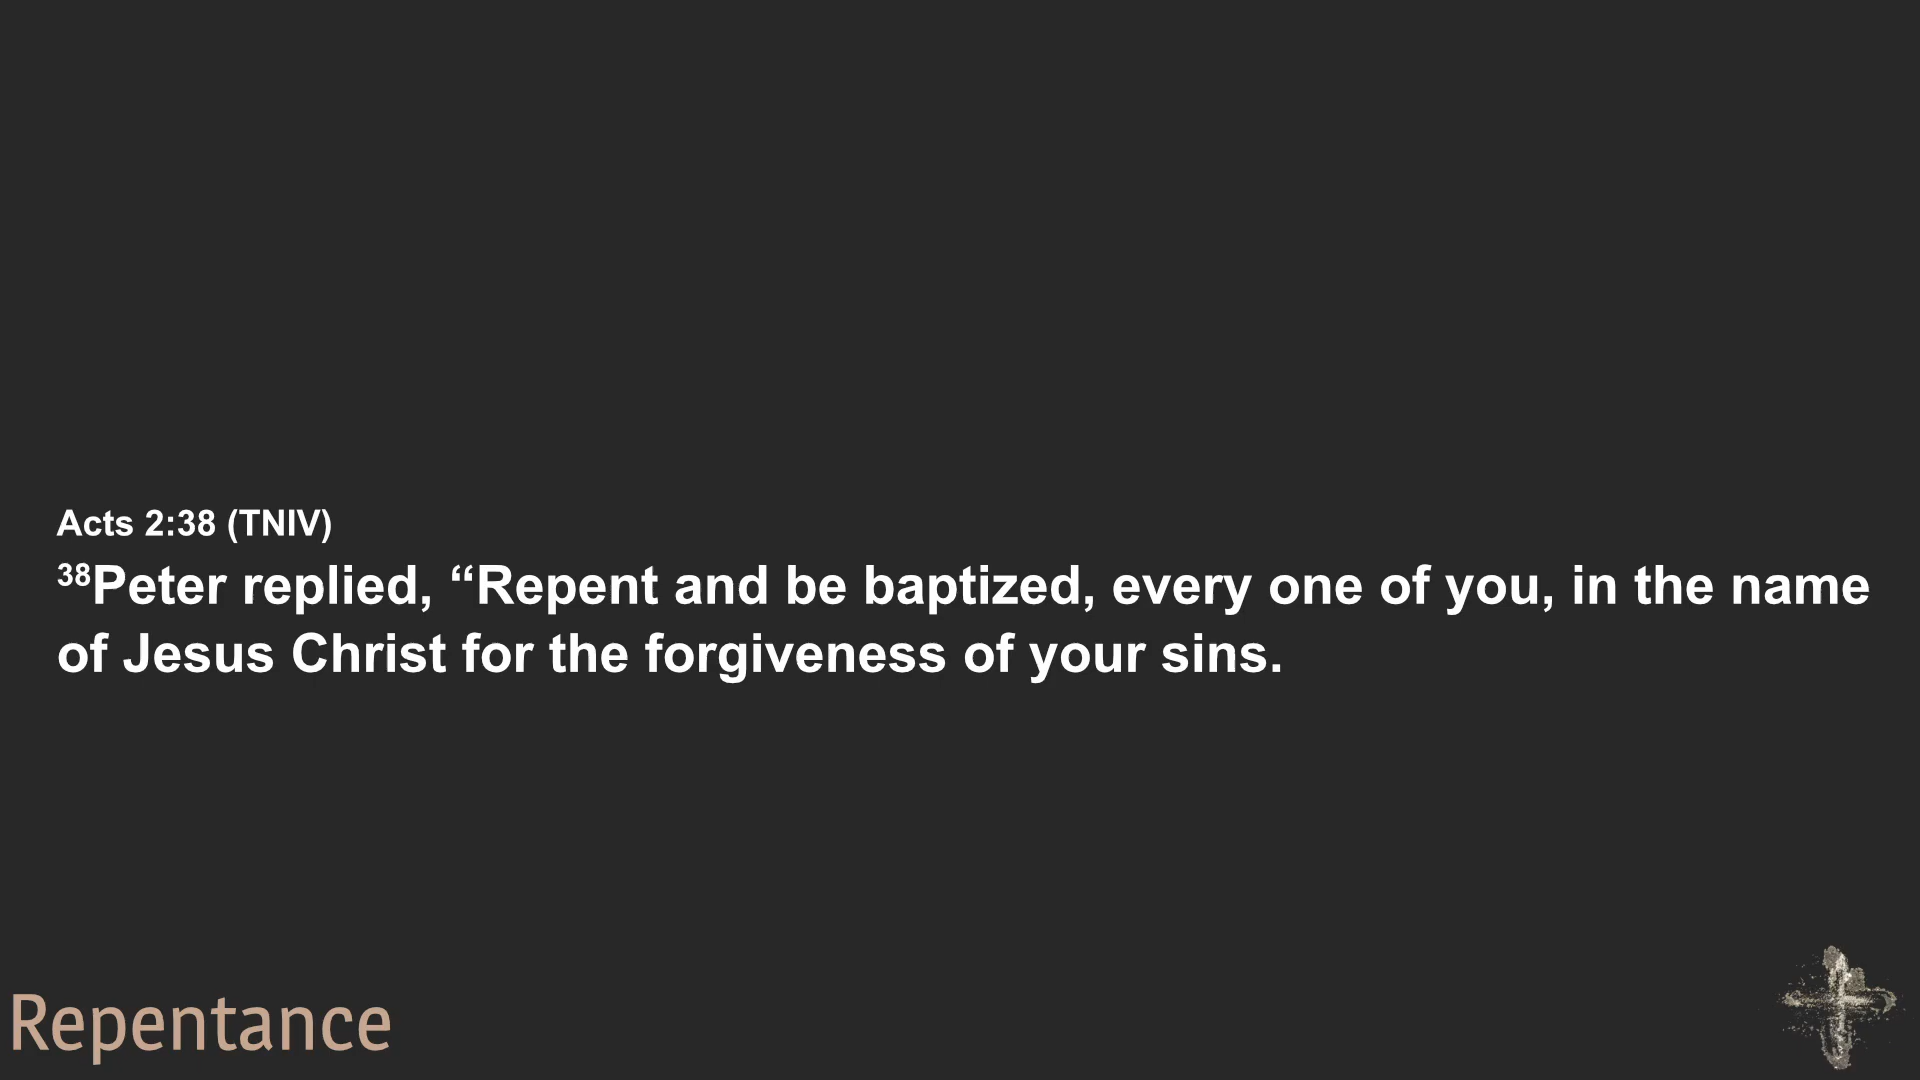 Acts 2:38 (TNIV)
38Peter replied, “Repent and be baptized, every one of you, in the name
of Jesus Christ for the forgiveness of your sins.
Repentance